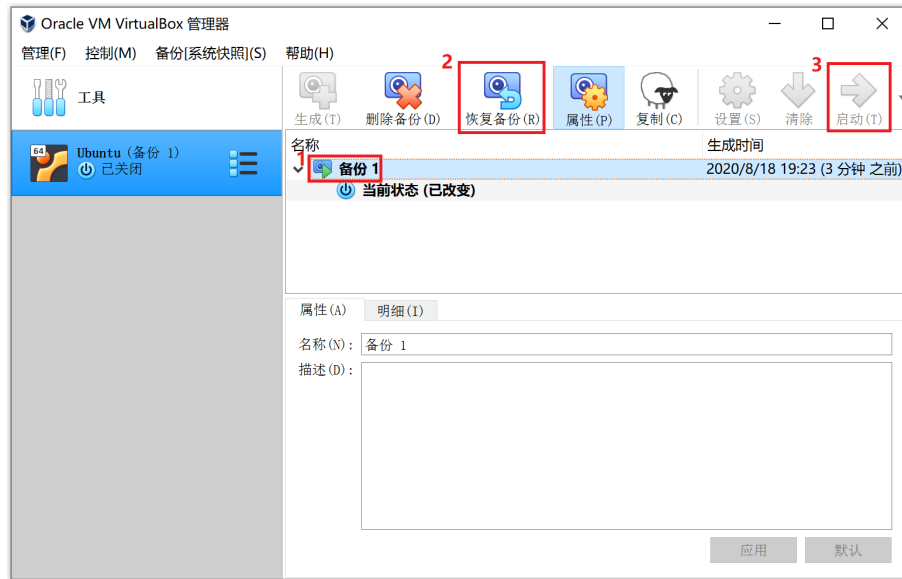 Oracle VM VirtualBox 管理器
管理(F) 控制(M) 备份[系统快照](S) 帮助(H)
工具
2
3
生成(T) 删除备份(D) 恢复备份(R) 属性(P) 复制(C) 设置(S) 清除 启动(T)
64
Ubuntu (备份 1)
已关闭
名称 生成时间
1
备份 1 2020/8/18 19:23 (3 分钟 之前)
当前状态 (已改变)
属性(A) 明细(I)
名称(N): 备份 1
描述(D):
应用 默认